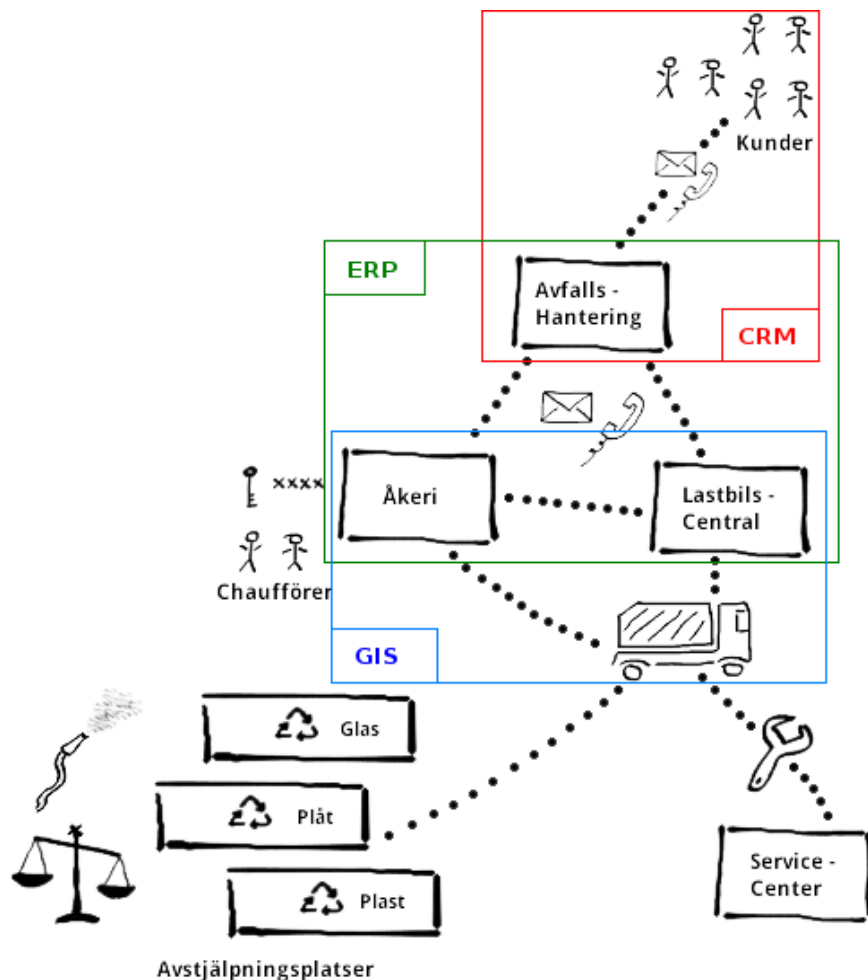 Kunder
ERP
Avfalls -
Hantering
CRM
Åkeri
xxxx
Lastbils -
Central
Chaufförer
GIS
Glas
Plåt
Plast
Service -
Center
Avstjälpningsplatser